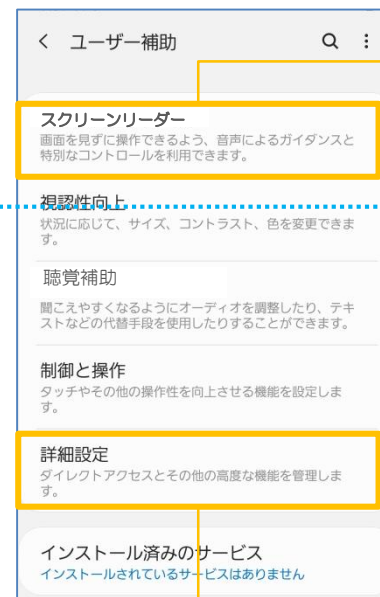 ユーザー補助
スクリーンリーダー
画面を見ずに操作できるよう、音声によるガイダンスと
特別なコントロールを利用できます。
視認性向上
状況に応じて、サイズ、コントラスト、色を変更できま
す。
聴覚補助
聞こえやすくなるようにオーディオを調整したり、テキ
ストなどの代替手段を使用したりすることができます。
制御と操作
タッチやその他の操作性を向上させる機能を設定しま
す。
詳細設定
ダイレクトアクセスとその他の高度な機能を管理しま
す。
インストール済みのサービス
インストールされているサービスはありません